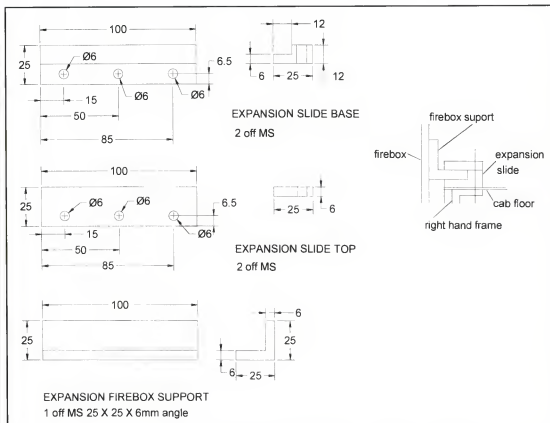 100
12
25
Ø6
Ø6
Ø6
6.5
15
50
85
6
25
12
EXPANSION SLIDE BASE
2 off MS
firebox suport
firebox
expansion
slide
cab floor
right hand frame
100
25
Ø6
Ø6
Ø6
6.5
15
50
85
25
6
EXPANSION SLIDE TOP
2 off MS
100
25
6
6
25
25
EXPANSION FIREBOX SUPPORT
1 off MS 25 X 25 X 6mm angle